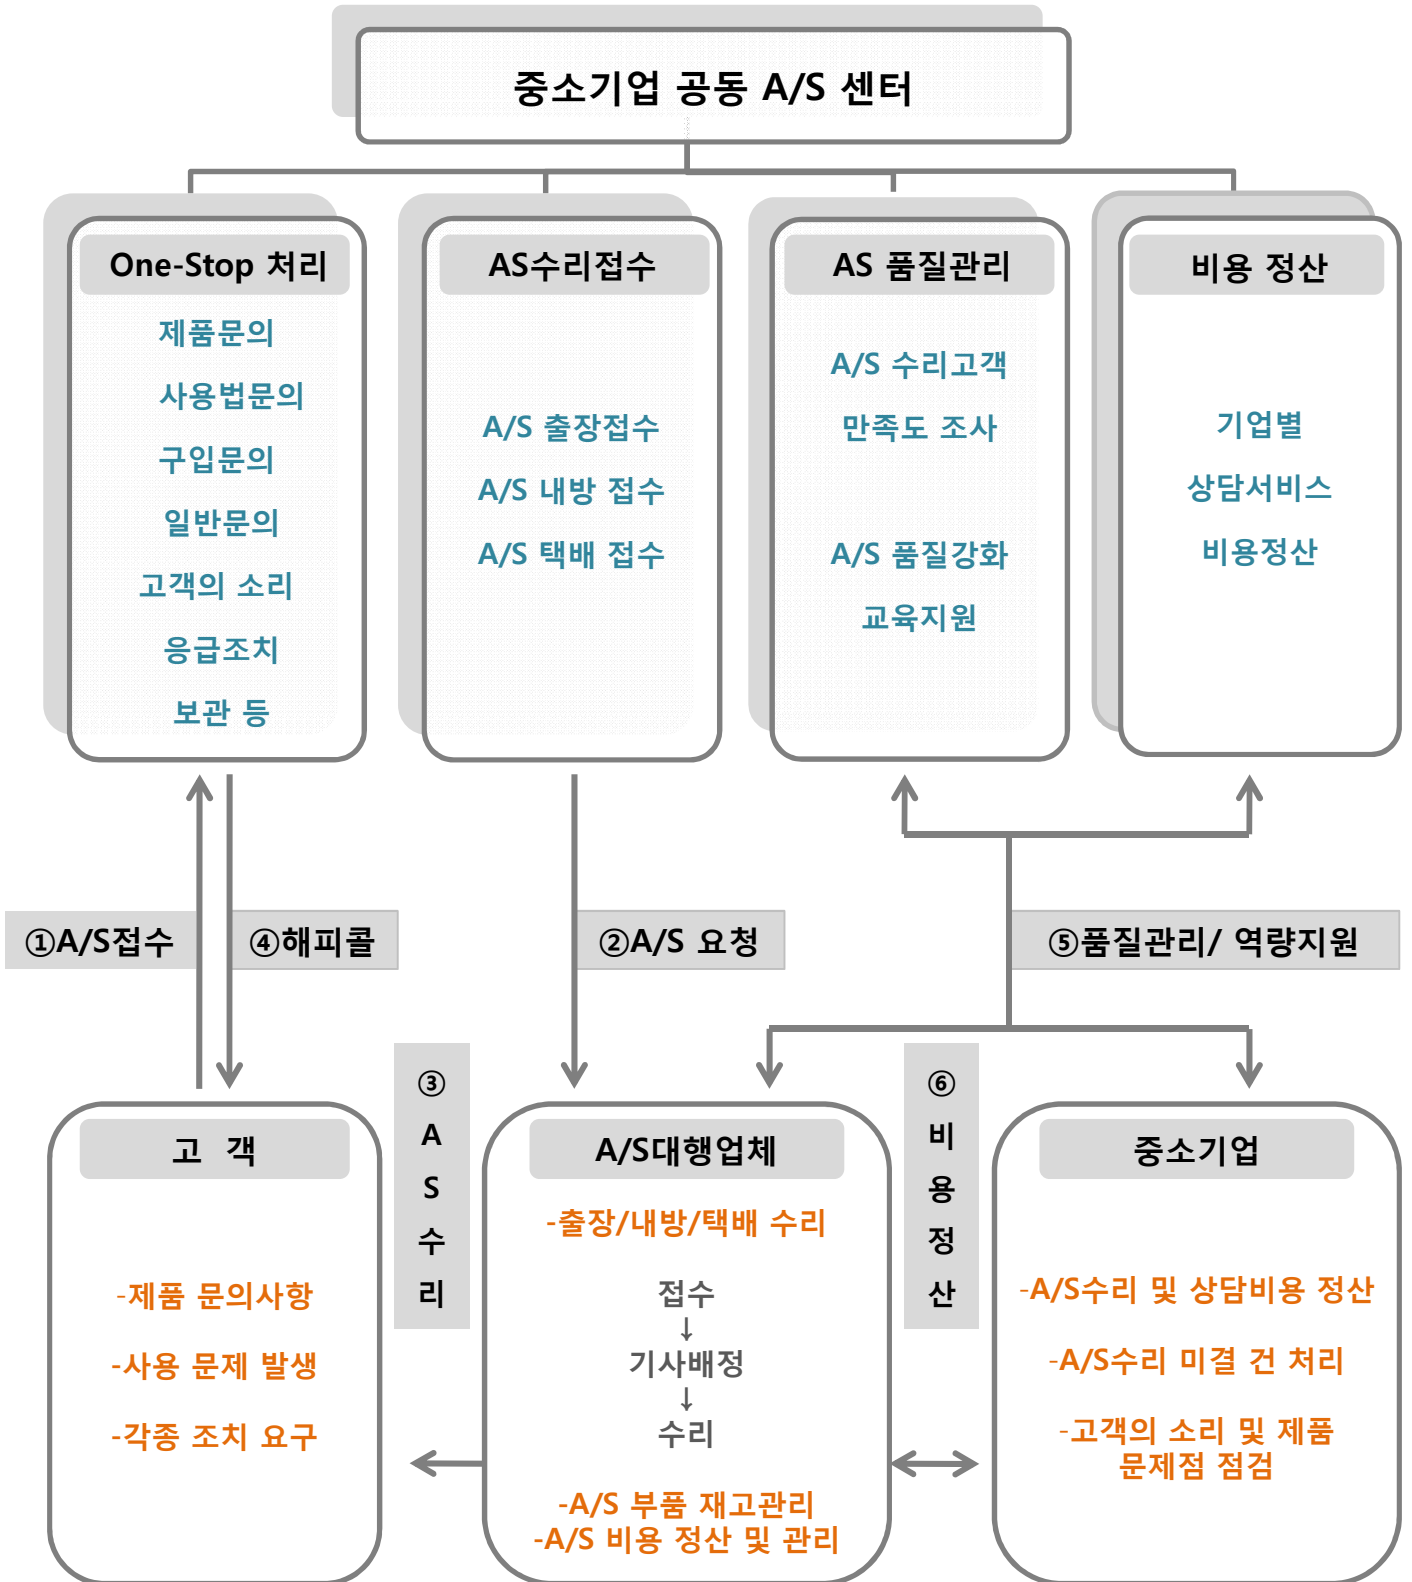 중소기업 공동 A/S 센터
One-Stop 처리
제품문의
사용법문의
구입문의
일반문의
고객의 소리
응급조치
보관 등
AS수리접수
A/S 출장접수
A/S 내방 접수
A/S 택배 접수
AS 품질관리
A/S 수리고객
만족도 조사
A/S 품질강화
교육지원
비용 정산
기업별
상담서비스
비용정산
①A/S접수
④해피콜
②A/S 요청
⑤품질관리/ 역량지원
고 객
-제품 문의사항
-사용 문제 발생
-각종 조치 요구
③
A
S
수
리
A/S대행업체
-출장/내방/택배 수리
접수
↓
기사배정
↓
수리
-A/S 부품 재고관리
-A/S 비용 정산 및 관리
⑥
비
용
정
산
중소기업
-A/S수리 및 상담비용 정산
-A/S수리 미결 건 처리
-고객의 소리 및 제품
문제점 점검